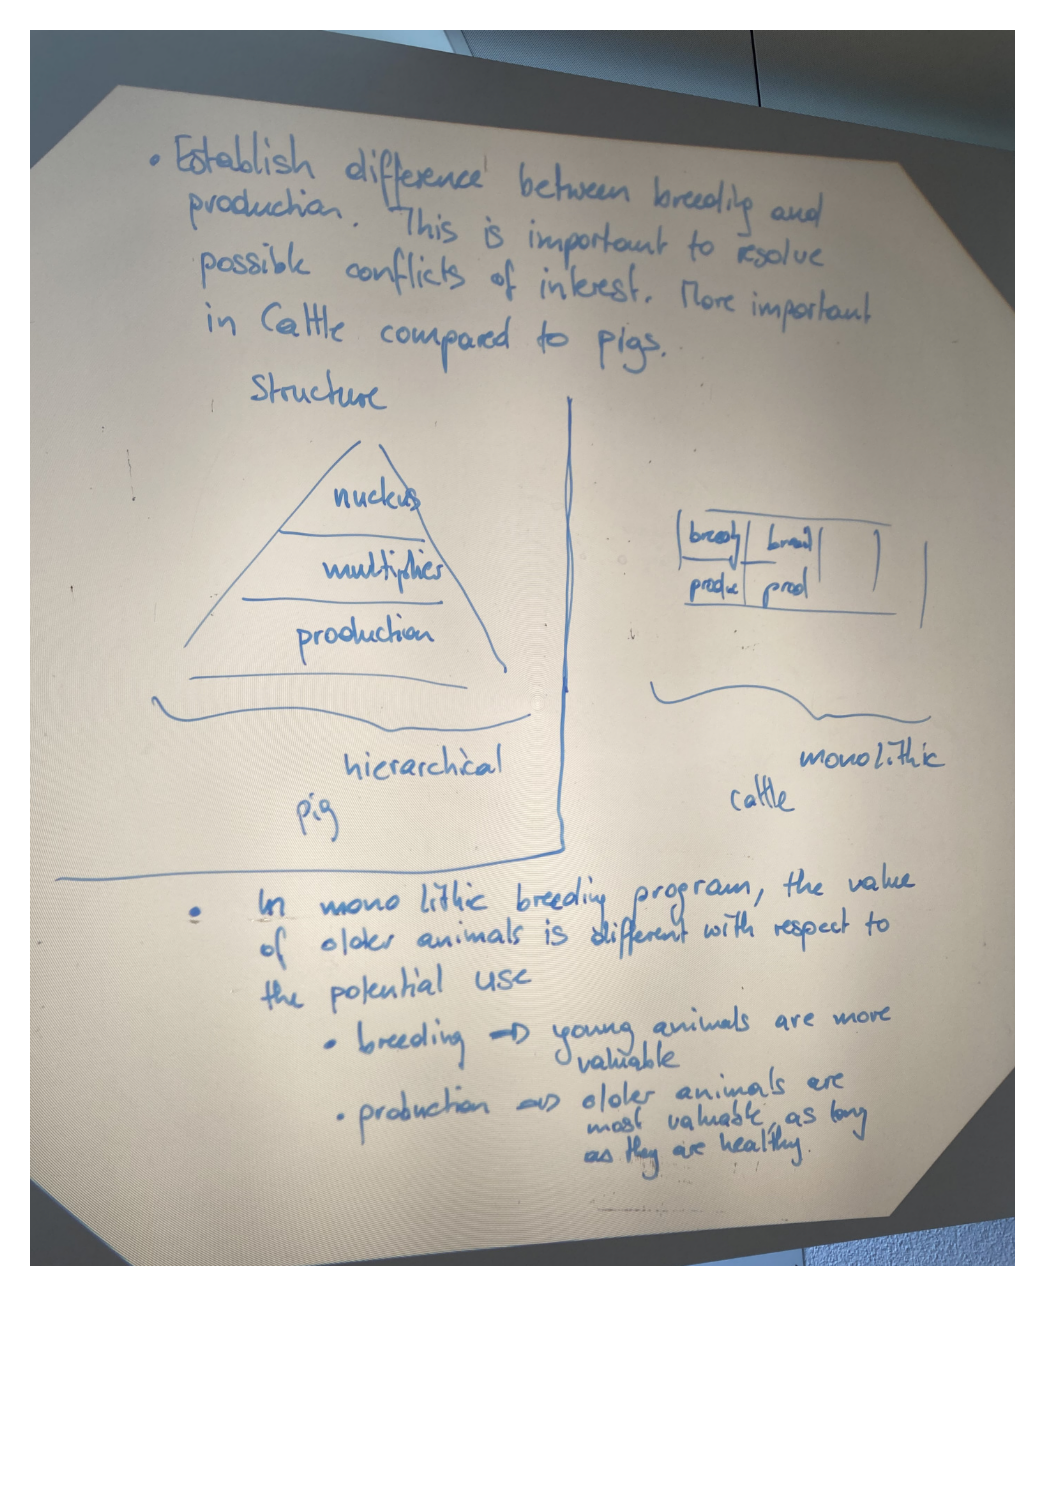 • Establish difference between breeding and
production. This is important to resolve
possible conflicts of interest. More important
in Cattle compared to pigs.
Structure
nucleus
multiplier
production
hierarchical
pig
breed
produc prod
monolithic
cattle
• In mono lithic breeding program, the value
of older animals is different with respect to
the potential use
• breeding ⇒ young animals are more
valuable
• production ⇒ older animals are
most valuable, as long
as they are healthy.